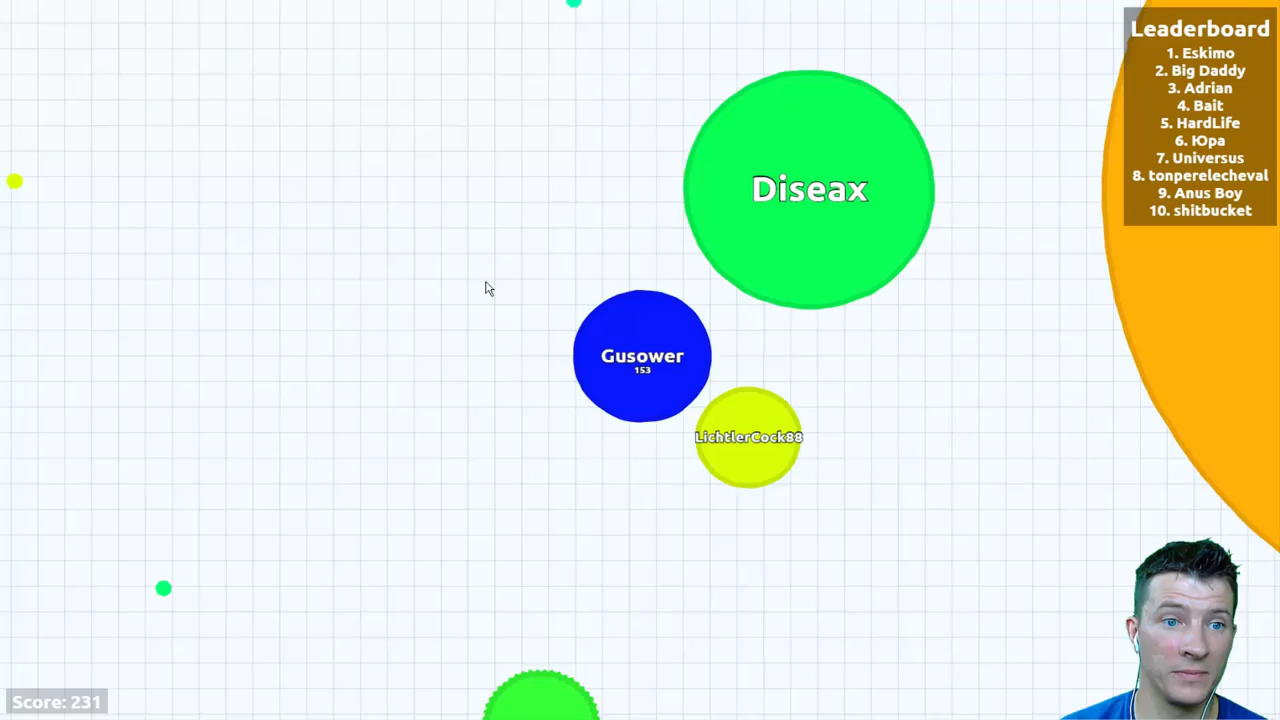 Leaderboard
1. Eskimo
2. Big Daddy
3. Adrian
4. Bait
5. HardLife
6. Юра
7. Universus
8. tonperelecheval
9. Anus Boy
10. shitbucket
Diseax
Gusower
153
LichtlerCock88
Score: 231